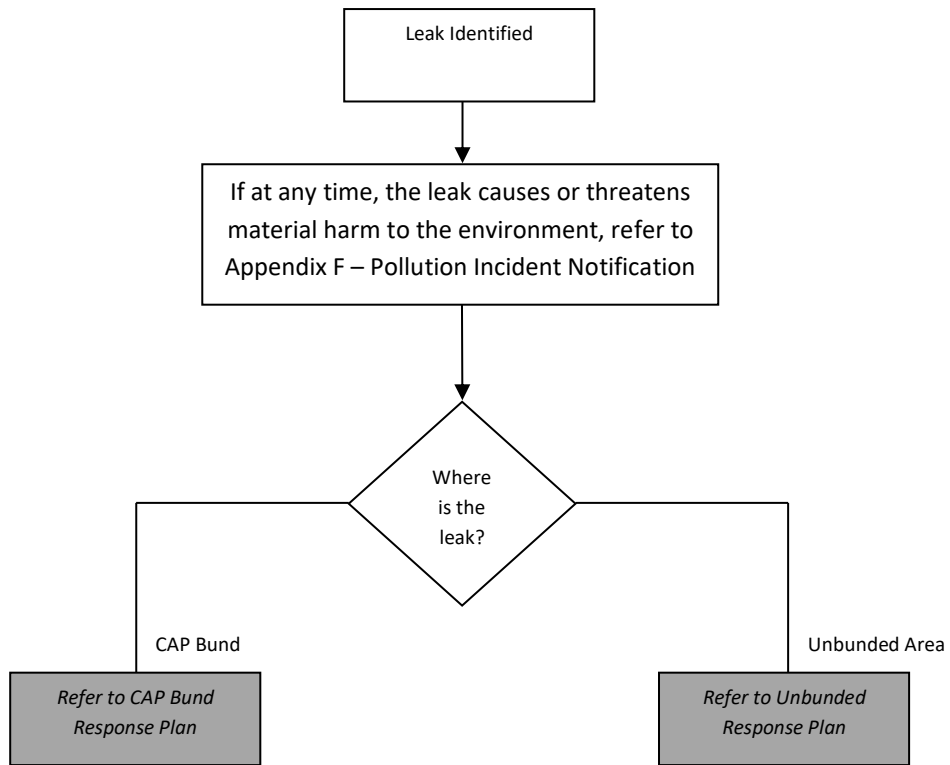 Leak Identified
If at any time, the leak causes or threatens
material harm to the environment, refer to
Appendix F – Pollution Incident Notification
Where
is the
leak?
CAP Bund
Unbunded Area
Refer to CAP Bund
Response Plan
Refer to Unbunded
Response Plan